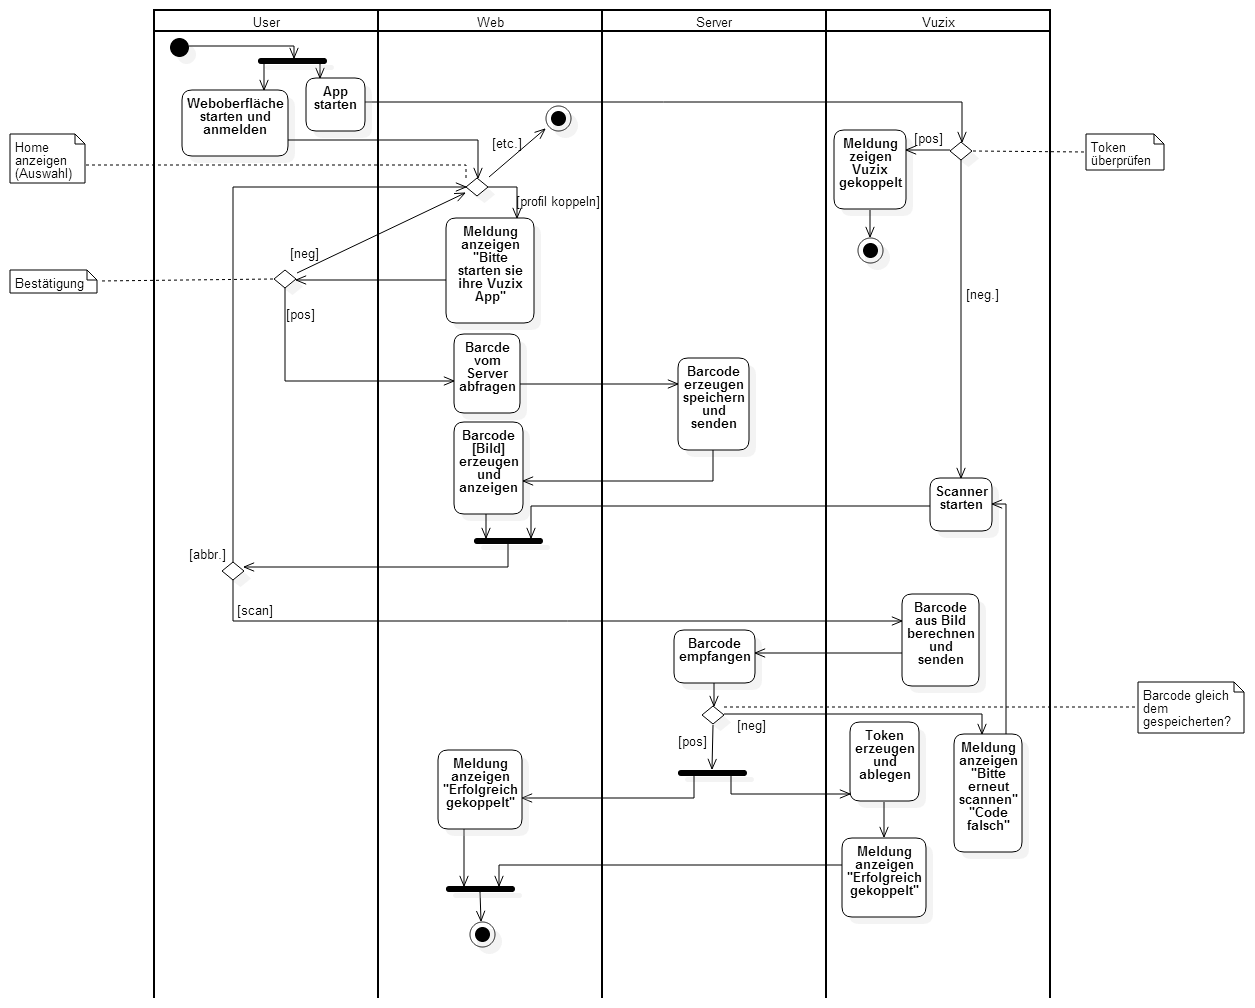 User
Web
Server
Vuzix
Weboberfläche
starten und
anmelden
App
starten
Home
anzeigen
(Auswahl)
[etc.]
[profil koppeln]
Meldung
zeigen
Vuzix
gekoppelt
[pos]
Token
überprüfen
[neg]
Bestätigung
[pos]
Meldung
anzeigen
"Bitte
starten sie
ihre Vuzix
App"
[neg.]
Barcde
vom
Server
abfragen
Barcode
erzeugen
speichern
und
senden
Barcode
[Bild]
erzeugen
und
anzeigen
Scanner
starten
[abbr.]
[scan]
Barcode
aus Bild
berechnen
und
senden
Barcode
empfangen
Barcode gleich
dem
gespeicherten?
[pos]
[neg]
Token
erzeugen
und
ablegen
Meldung
anzeigen
"Bitte
erneut
scannen"
"Code
falsch"
Meldung
anzeigen
"Erfolgreich
gekoppelt"
Meldung
anzeigen
"Erfolgreich
gekoppelt"